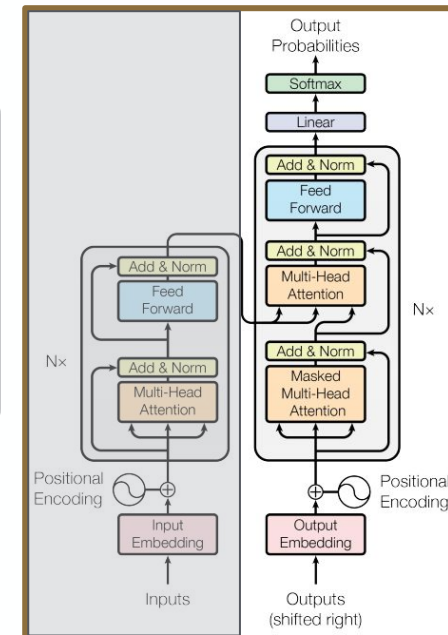 Output
Probabilities
Softmax
Linear
Add & Norm
Feed
Forward
Add & Norm
Multi-Head
Attention
Nx
Add & Norm
Masked
Multi-Head
Attention
Positional
Encoding
Output
Embedding
Outputs
(shifted right)
Add & Norm
Feed
Forward
Nx
Add & Norm
Multi-Head
Attention
Positional
Encoding
Input
Embedding
Inputs